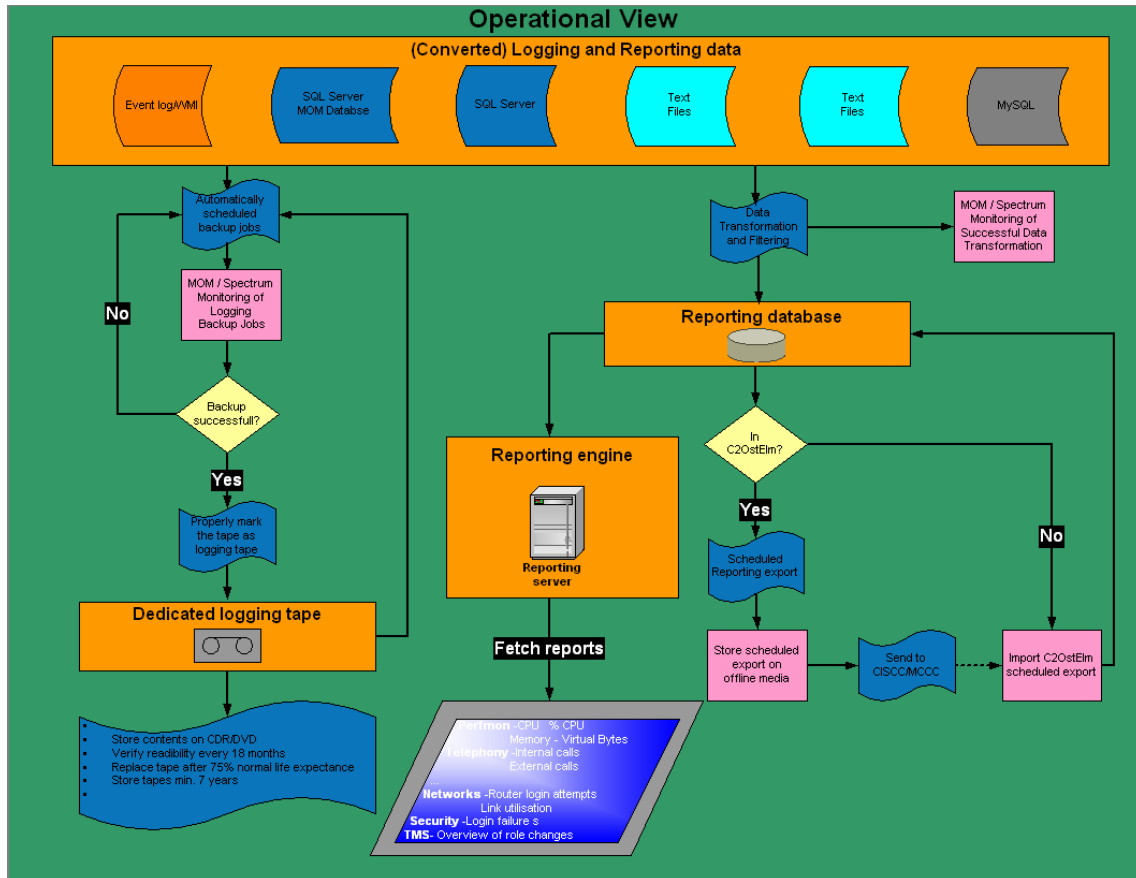 Operational View
(Converted) Logging and Reporting data
Event log/WMI
SQL Server
MOM Databse
SQL Server
Text
Files
Text
Files
MySQL
Automatically
scheduled
backup jobs
Data
Transformation
and Filtering
MOM / Spectrum
Monitoring of
Successful Data
Transformation
MOM / Spectrum
Monitoring of
Logging
Backup Jobs
No
Reporting database
Backup
successfull?
In
C2OstElm?
Reporting engine
Yes
Yes
No
Properly mark
the tape as
logging tape
Reporting
server
Scheduled
Reporting export
Dedicated logging tape
Fetch reports
Store scheduled
export on
offline media
Send to
CISCC/MCCC
Import C2OstElm
scheduled export
Store contents on CDR/DVD
Verify readibility every 18 months
Replace tape after 75% normal life expectance
Store tapes min. 7 years
Perfmon -CPU % CPU
Memory - Virtual Bytes
Telephony -Internal calls
External calls
...
Networks -Router login attempts
Link utilisation
Security -Login failure s
TMS- Overview of role changes